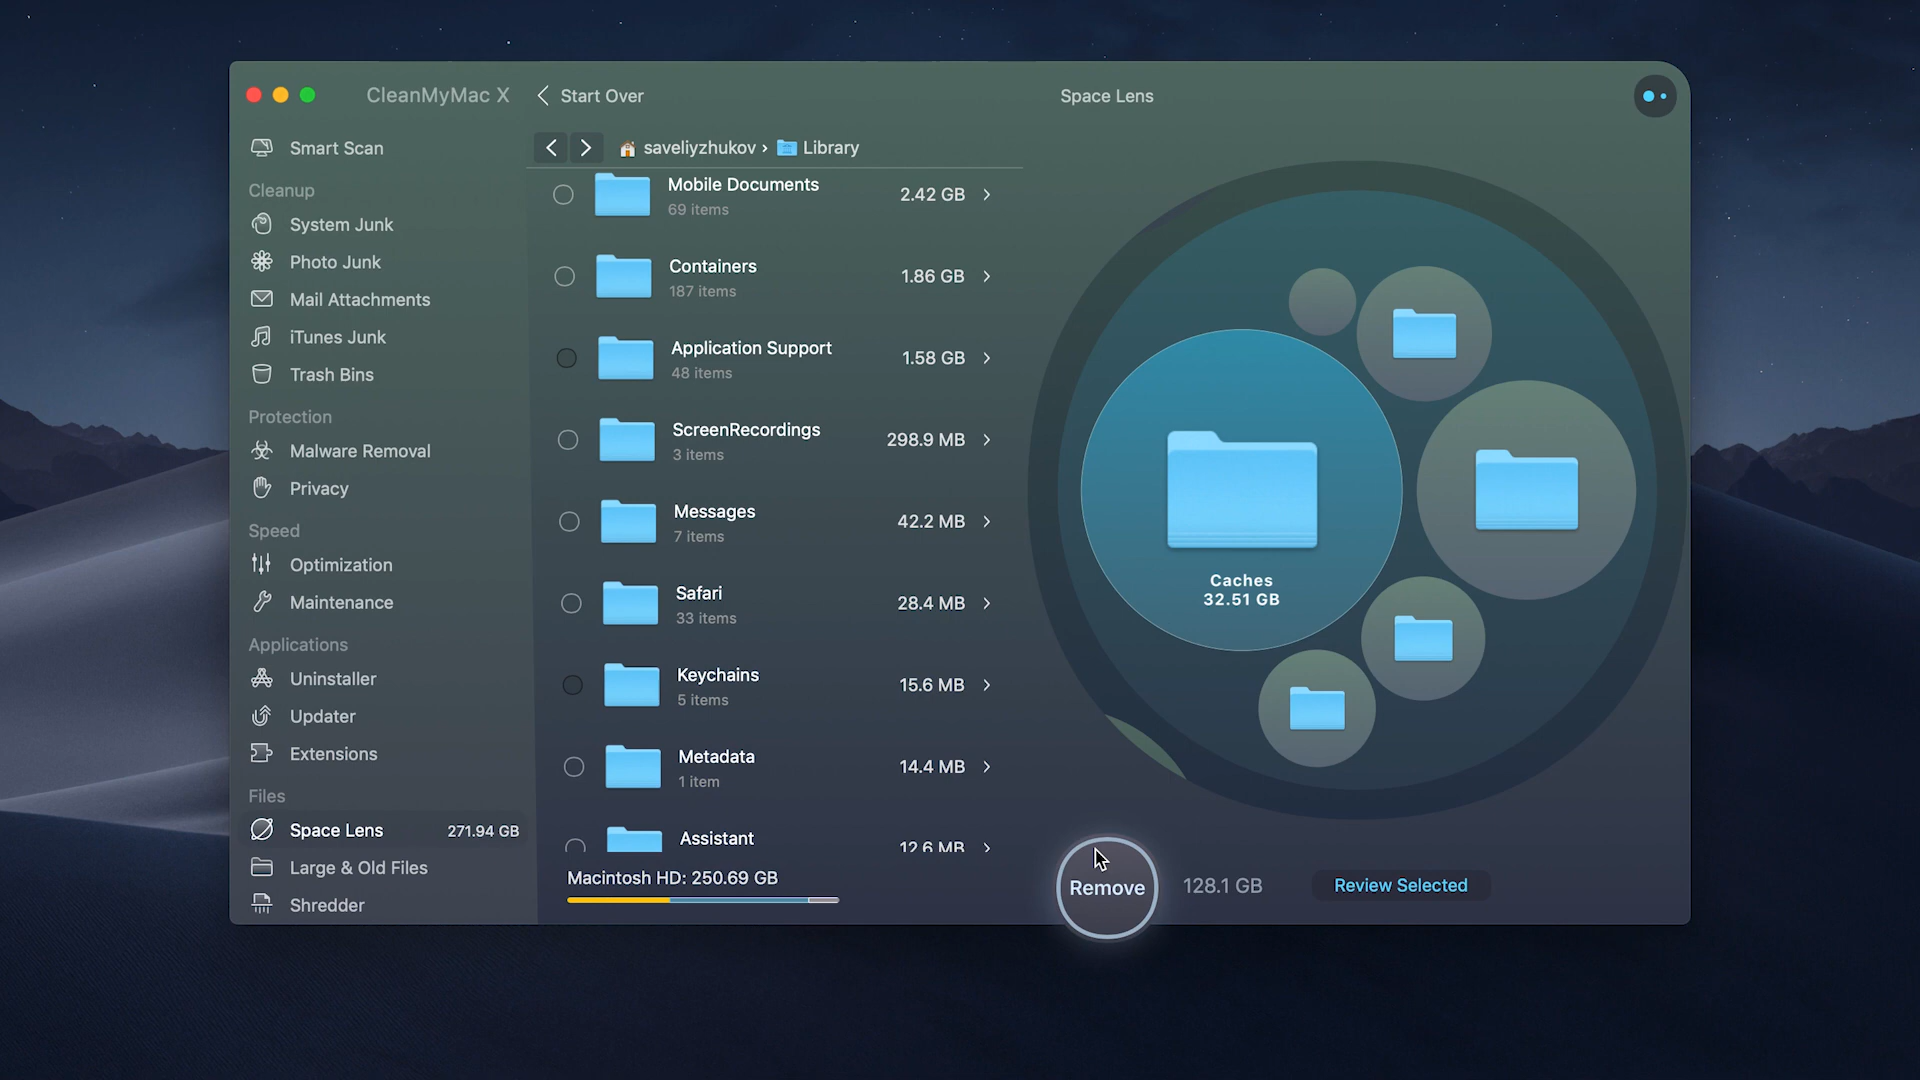 CleanMyMac X
Start Over
Space Lens
Smart Scan
Cleanup
System Junk
Photo Junk
Mail Attachments
iTunes Junk
Trash Bins
Protection
Malware Removal
Privacy
Speed
Optimization
Maintenance
Applications
Uninstaller
Updater
Extensions
Files
Space Lens 271.94 GB
Large & Old Files
Shredder
saveliyzhukov › Library
Mobile Documents 2.42 GB
69 items
Containers 1.86 GB
187 items
Application Support 1.58 GB
48 items
ScreenRecordings 298.9 MB
3 items
Messages 42.2 MB
7 items
Safari 28.4 MB
33 items
Keychains 15.6 MB
5 items
Metadata 14.4 MB
1 item
Assistant 12.6 MB
Macintosh HD: 250.69 GB
Caches
32.51 GB
Remove
128.1 GB
Review Selected